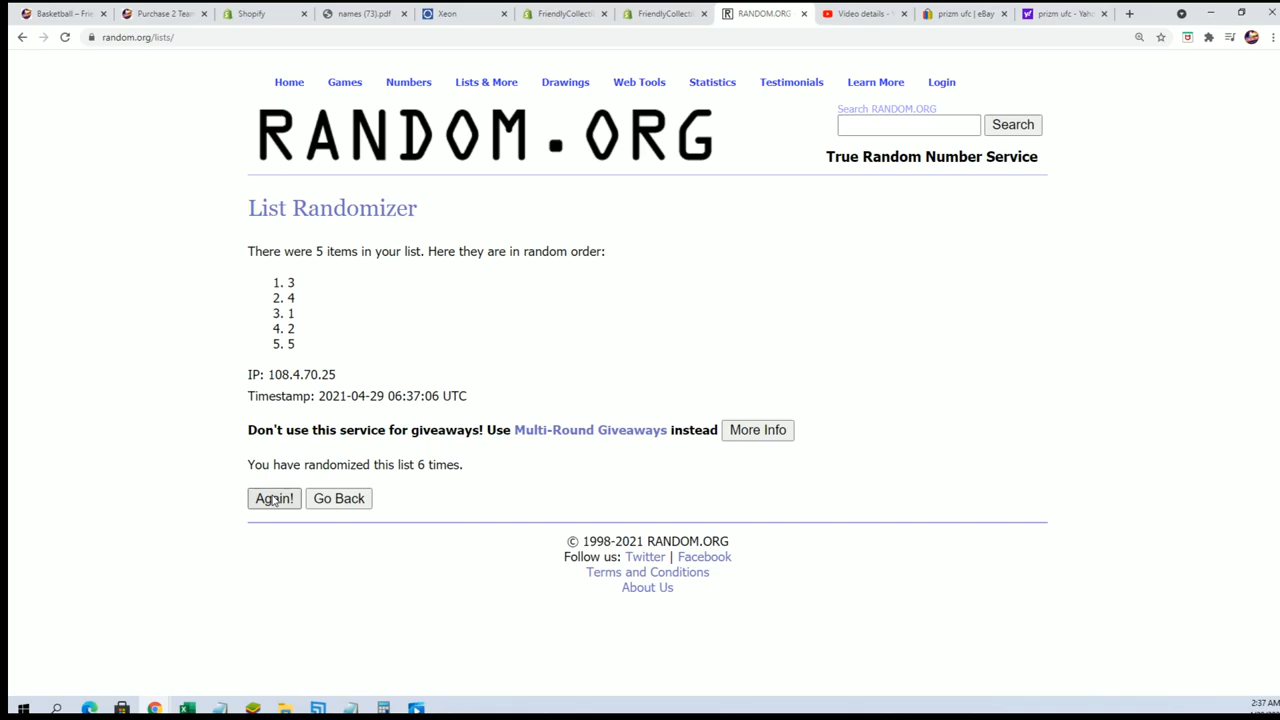 Basketball – Frie
Purchase 2 Team
Shopify
names (73).pdf
Xeon
FriendlyCollecti
FriendlyCollecti
RANDOM.ORG
Video details -
prizm ufc | eBay
prizm ufc - Yaho
random.org/lists/
Home Games Numbers Lists & More Drawings Web Tools Statistics Testimonials Learn More Login
RANDOM.ORG
Search RANDOM.ORG
Search
True Random Number Service
List Randomizer
There were 5 items in your list. Here they are in random order:
1. 3
2. 4
3. 1
4. 2
5. 5
IP: 108.4.70.25
Timestamp: 2021-04-29 06:37:06 UTC
Don't use this service for giveaways! Use Multi-Round Giveaways instead More Info
You have randomized this list 6 times.
Again! Go Back
© 1998-2021 RANDOM.ORG
Follow us: Twitter | Facebook
Terms and Conditions
About Us
2:37 AM